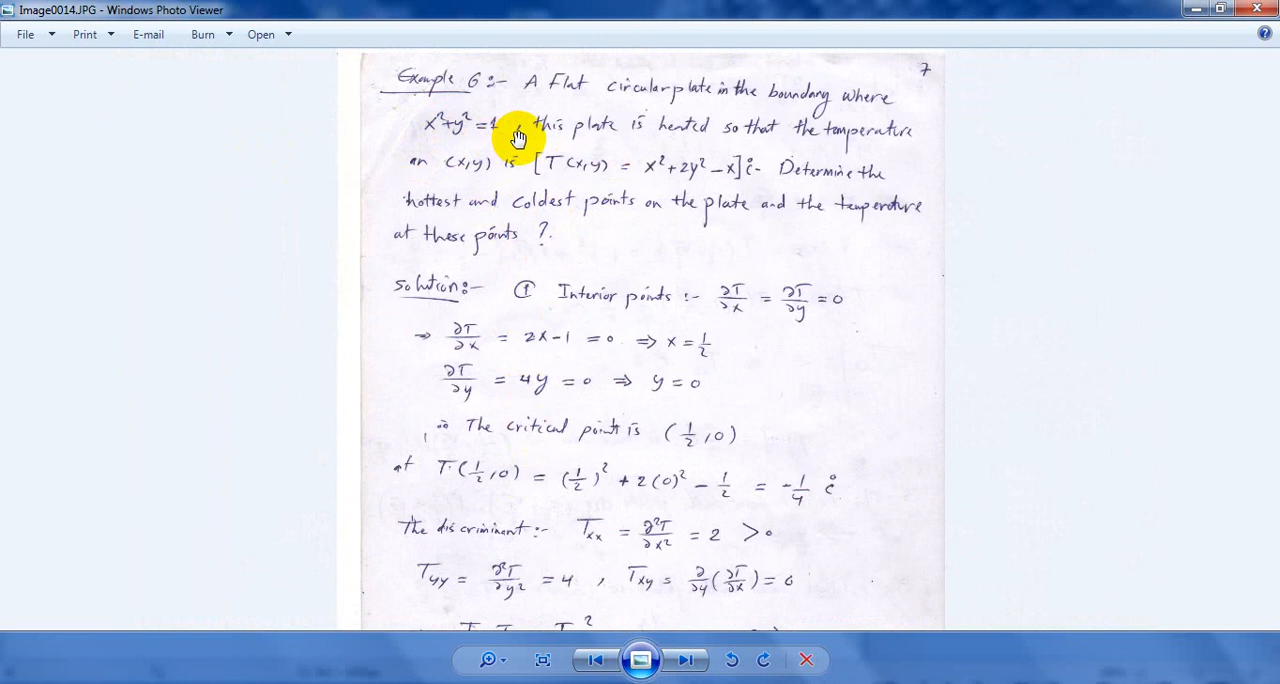 Image0014.JPG - Windows Photo Viewer
File Print E-mail Burn Open
7
Example 6:- A Flat circular plate in the boundary where
x²+y²=1, this plate is heated so that the temperature
an (x,y) is [T(x,y) = x²+2y²-x]°c. Determine the
hottest and coldest points on the plate and the temperature
at these points ?.
Solution:- ① Interior points :- ∂T/∂x = ∂T/∂y = 0
⇒ ∂T/∂x = 2x-1 = 0 ⇒ x = 1/2
∂T/∂y = 4y = 0 ⇒ y = 0
∴ The critical point is (1/2, 0)
at T(1/2, 0) = (1/2)² + 2(0)² - 1/2 = -1/4 °c
The discriminant :- Txx = ∂²T/∂x² = 2 > 0
Tyy = ∂²T/∂y² = 4 , Txy = ∂/∂y(∂T/∂x) = 0